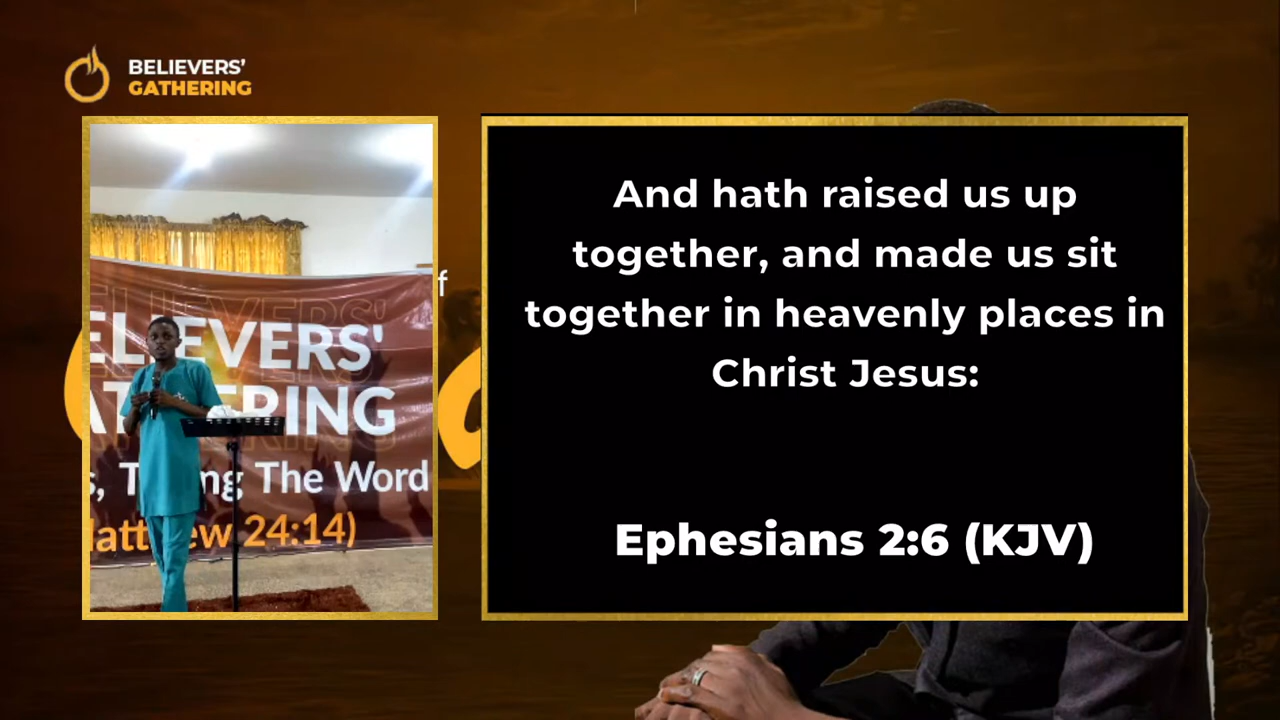 BELIEVERS’
GATHERING
And hath raised us up
together, and made us sit
together in heavenly places in
Christ Jesus:
Ephesians 2:6 (KJV)
f
The Word
24:14)